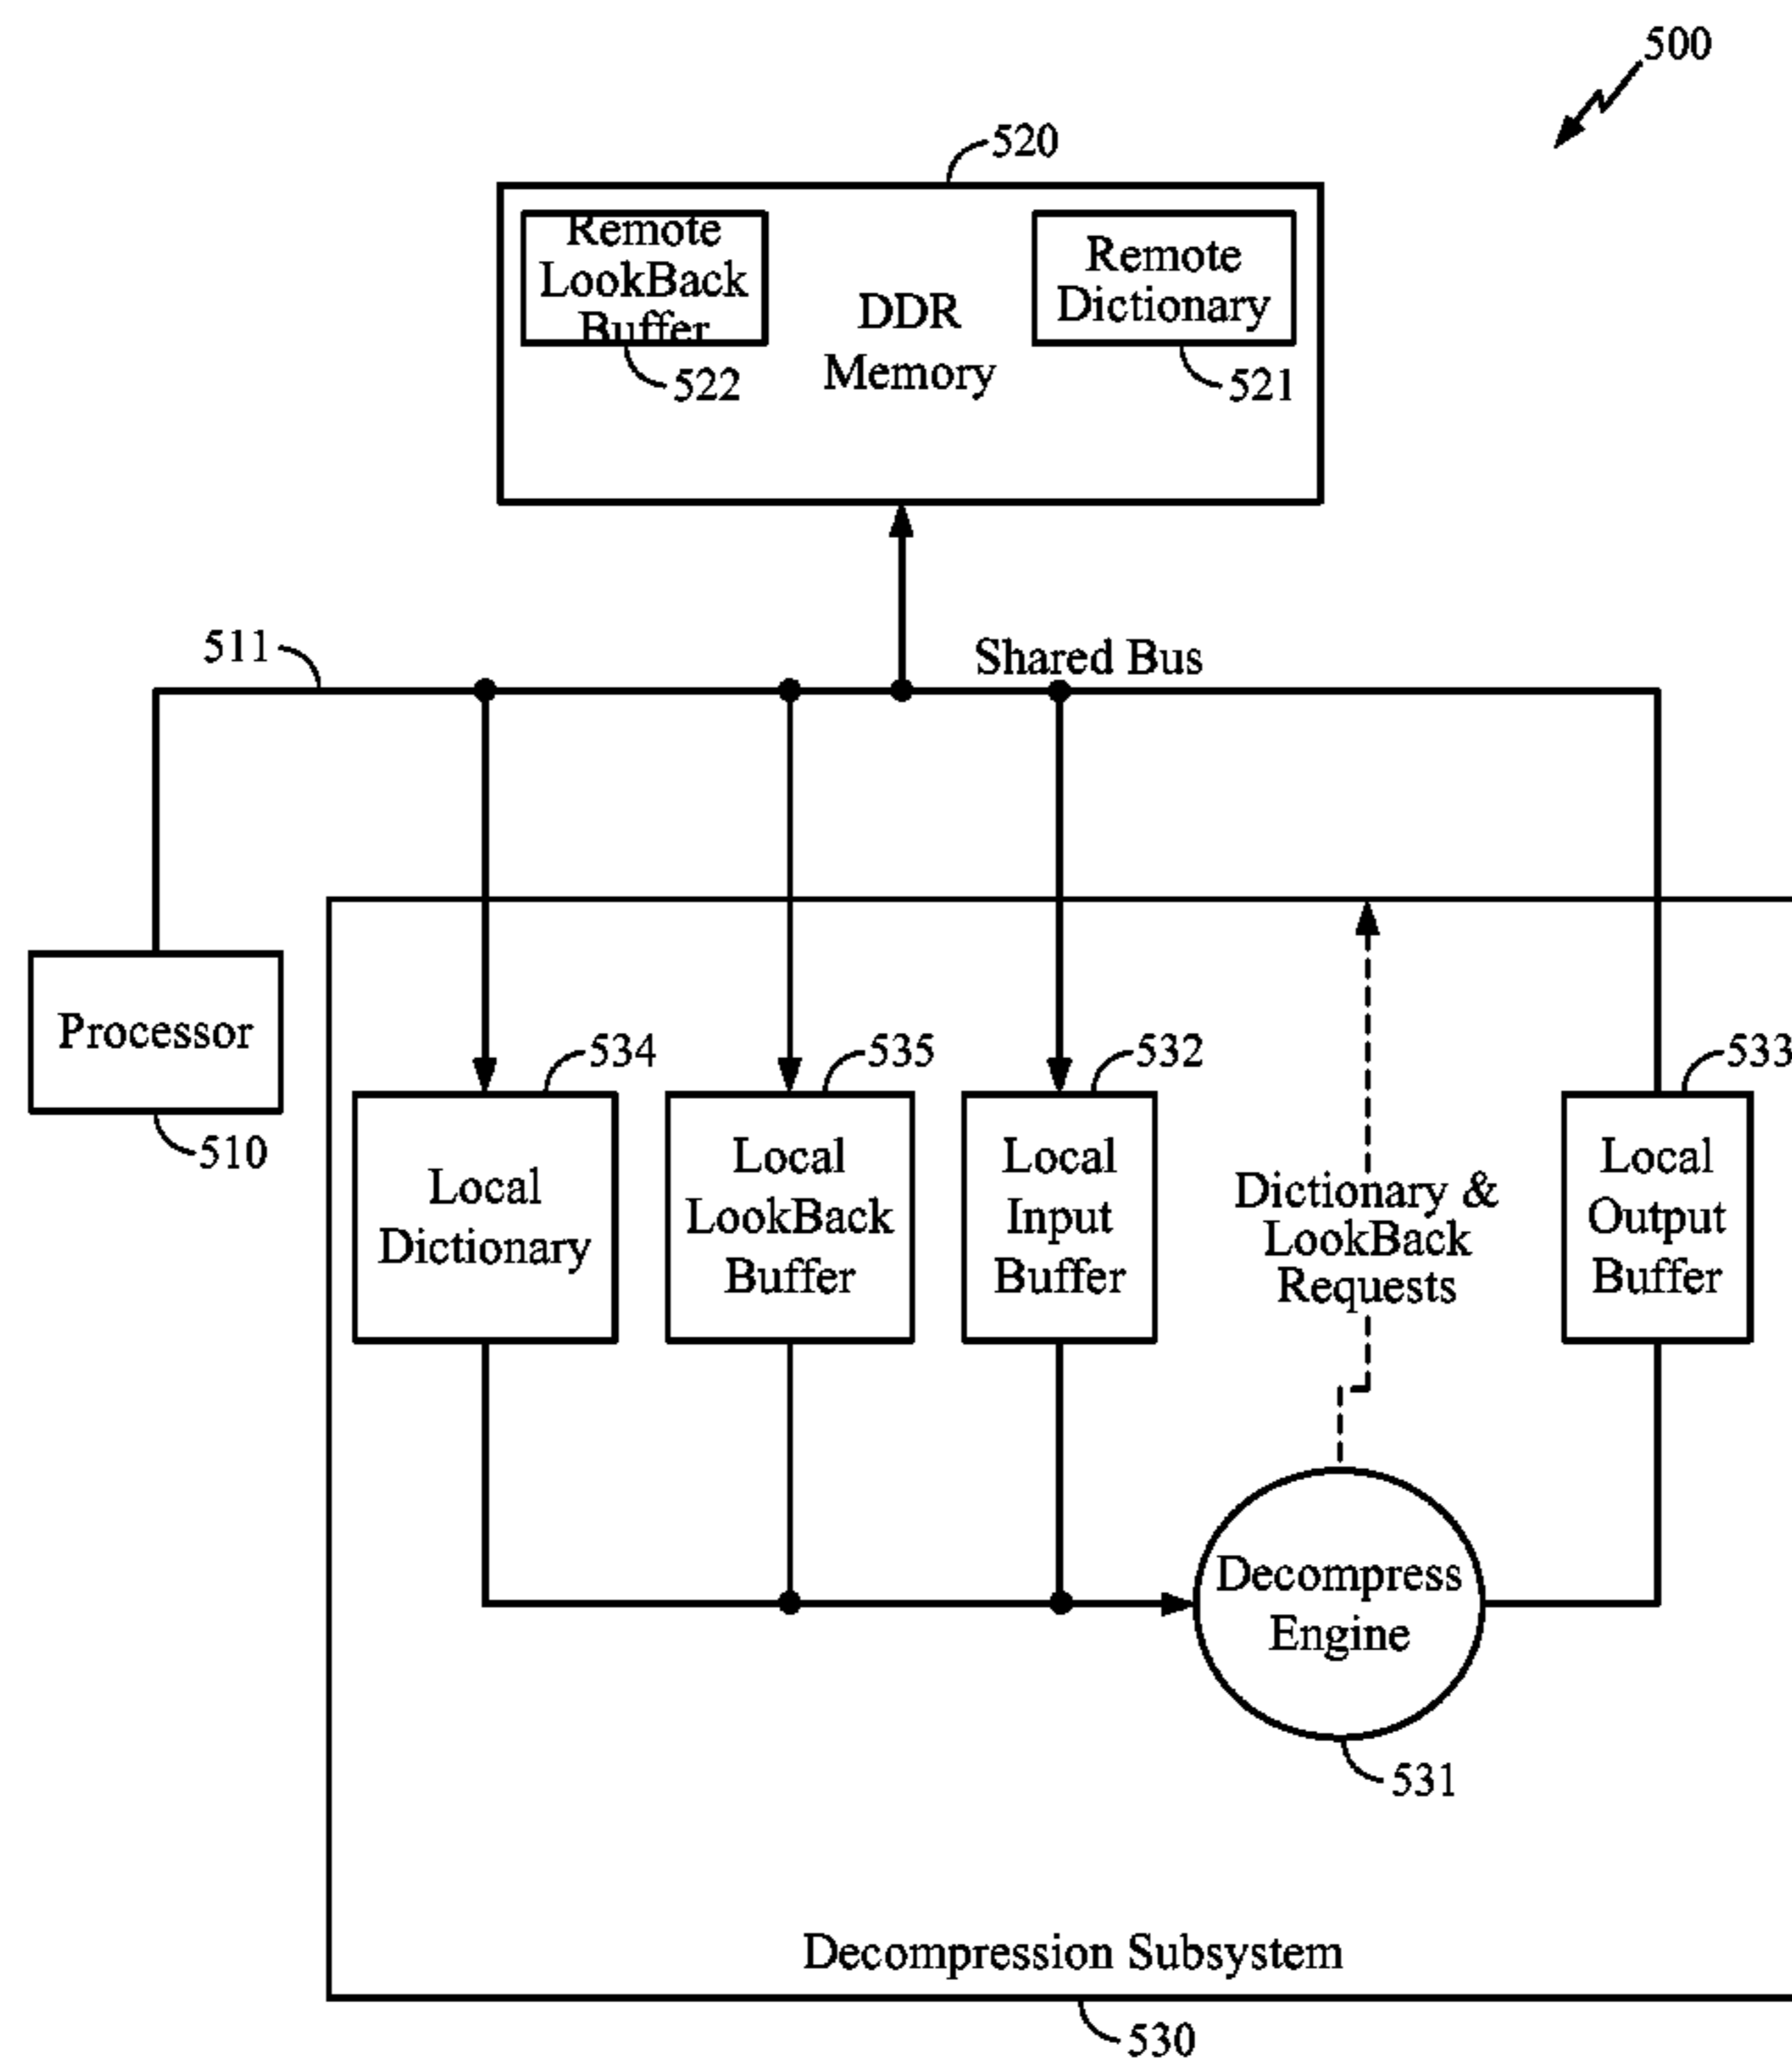 500
520
Remote
LookBack
Buffer
DDR
Memory
Remote
Dictionary
522
521
511
Shared Bus
Processor
510
534
535
532
533
Local
Dictionary
Local
LookBack
Buffer
Local
Input
Buffer
Dictionary &
LookBack
Requests
Local
Output
Buffer
Decompress
Engine
531
Decompression Subsystem
530